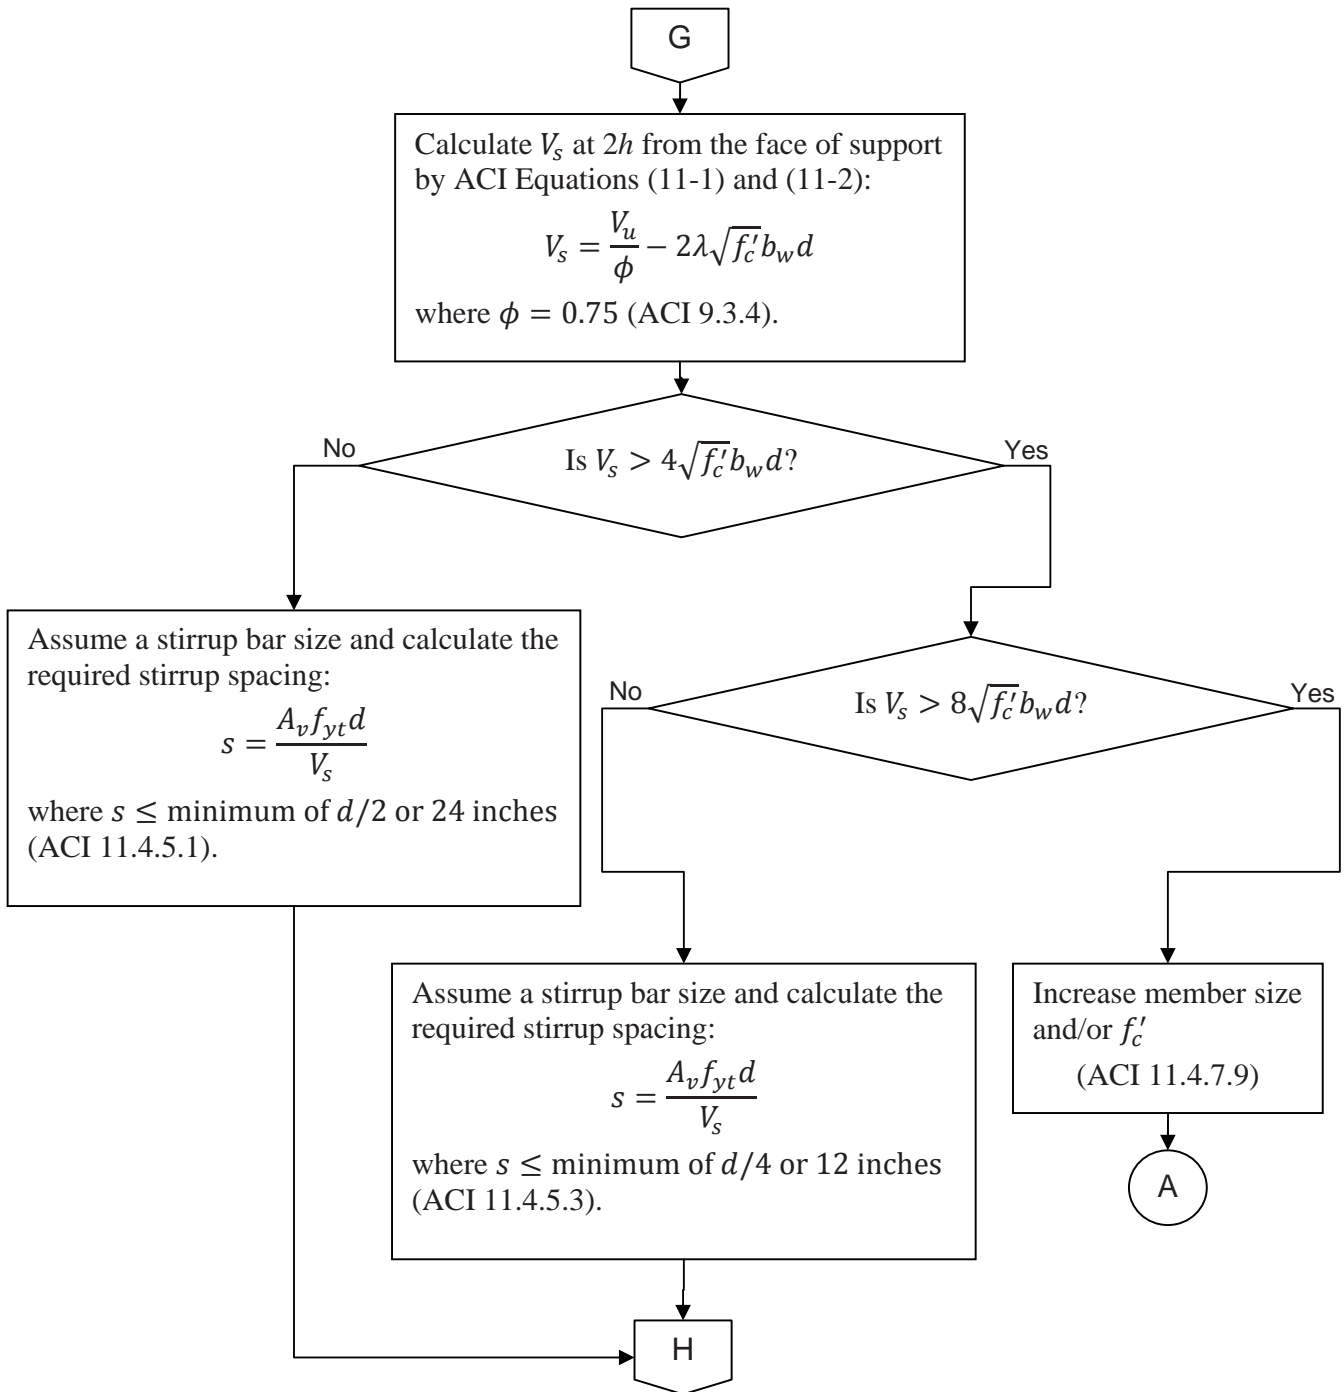 G
Calculate V_s at 2h from the face of support
by ACI Equations (11-1) and (11-2):
V_s = V_u/ϕ − 2λ√f_c′ b_w d
where ϕ = 0.75 (ACI 9.3.4).
No
Is V_s > 4√f_c′ b_w d?
Yes
Assume a stirrup bar size and calculate the
required stirrup spacing:
s = A_v f_yt d / V_s
where s ≤ minimum of d/2 or 24 inches
(ACI 11.4.5.1).
No
Is V_s > 8√f_c′ b_w d?
Yes
Assume a stirrup bar size and calculate the
required stirrup spacing:
s = A_v f_yt d / V_s
where s ≤ minimum of d/4 or 12 inches
(ACI 11.4.5.3).
Increase member size
and/or f_c′
(ACI 11.4.7.9)
A
H